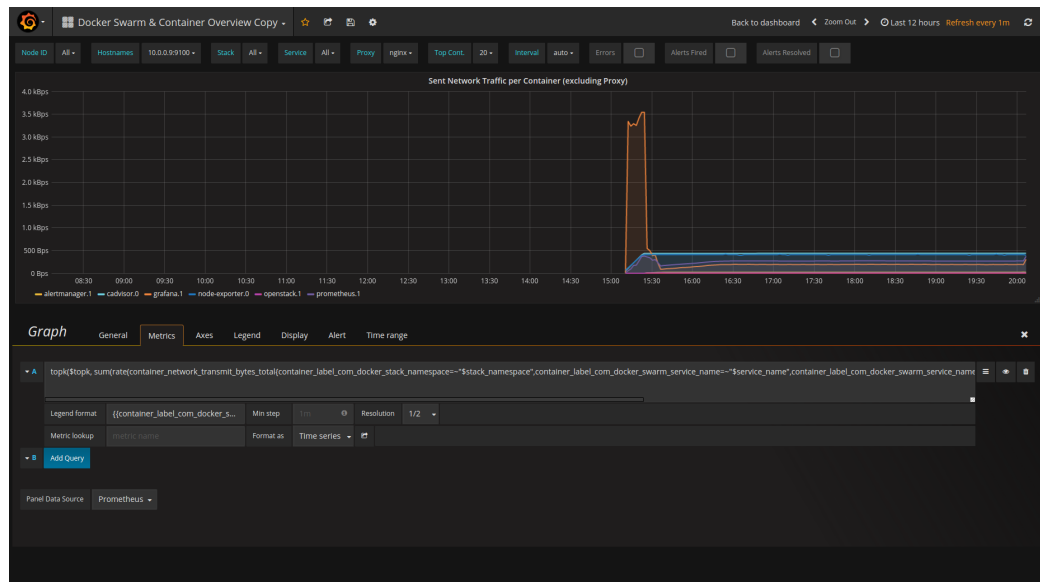 Docker Swarm & Container Overview Copy
Back to dashboard Zoom Out Last 12 hours Refresh every 1m
Node ID All Hostnames 10.0.0.9:9100 Stack All Service All Proxy nginx Top Cont. 20 Interval auto Errors Alerts Fired Alerts Resolved
Sent Network Traffic per Container (excluding Proxy)
4.0 kBps
3.5 kBps
3.0 kBps
2.5 kBps
2.0 kBps
1.5 kBps
1.0 kBps
500 Bps
0 Bps
08:30 09:00 09:30 10:00 10:30 11:00 11:30 12:00 12:30 13:00 13:30 14:00 14:30 15:00 15:30 16:00 16:30 17:00 17:30 18:00 18:30 19:00 19:30 20:00
alertmanager.1 cadvisor.0 grafana.1 node-exporter.0 openstack.1 prometheus.1
Graph General Metrics Axes Legend Display Alert Time range
A topk($topk, sum(rate(container_network_transmit_bytes_total{container_label_com_docker_stack_namespace=~"$stack_namespace",container_label_com_docker_swarm_service_name=~"$service_name",container_label_com_docker_swarm_service_name
Legend format {{container_label_com_docker_s... Min step 1m Resolution 1/2
Metric lookup metric name Format as Time series
B Add Query
Panel Data Source Prometheus